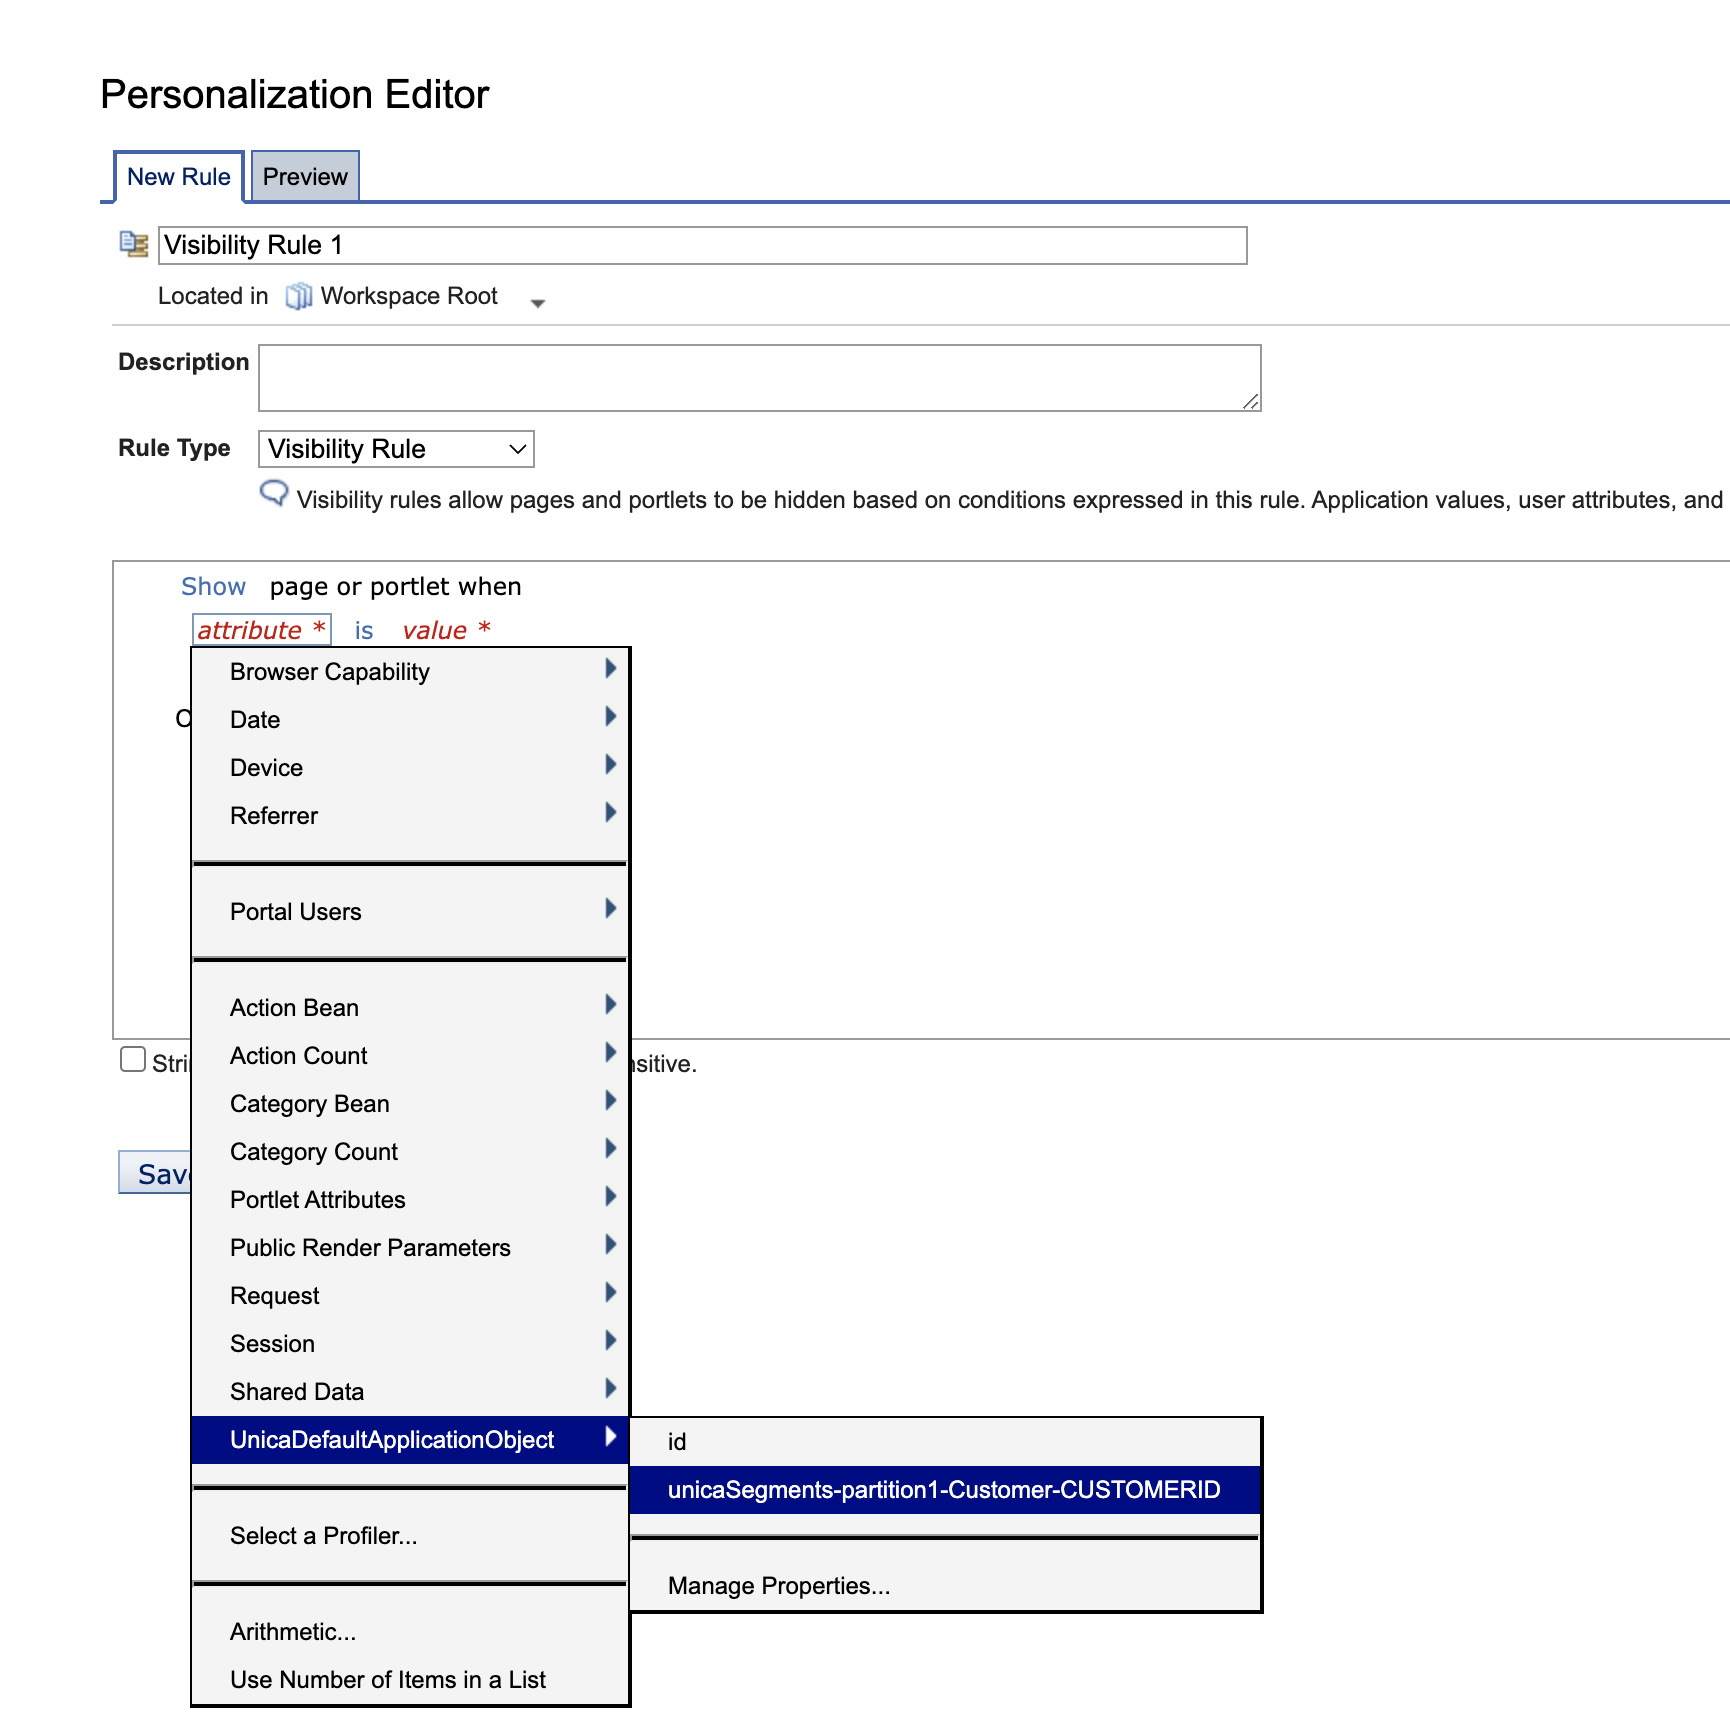 Personalization Editor
New Rule Preview
Visibility Rule 1
Located in Workspace Root
Description
Rule Type Visibility Rule
Visibility rules allow pages and portlets to be hidden based on conditions expressed in this rule. Application values, user attributes, and
Show page or portlet when
attribute * is value *
Browser Capability
Date
Device
Referrer
Portal Users
Action Bean
Action Count
Category Bean
Category Count
Portlet Attributes
Public Render Parameters
Request
Session
Shared Data
UnicaDefaultApplicationObject
id
unicaSegments-partition1-Customer-CUSTOMERID
Manage Properties...
Select a Profiler...
Arithmetic...
Use Number of Items in a List